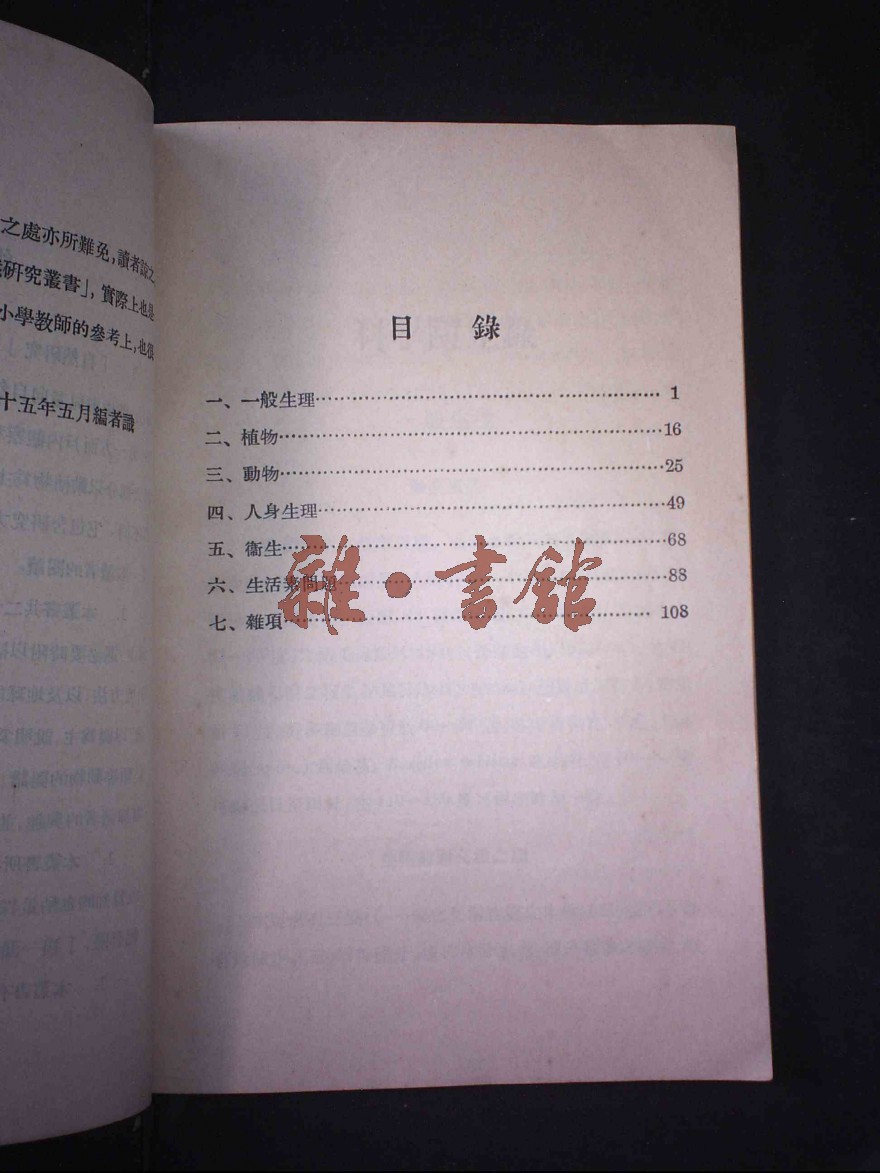 之處亦所難免,讀者諒之
研究叢書」,實際上也是
小學教師的參考上,也很
十五年五月編者識
目 錄
一、一般生理…………………………………… 1
二、植物……………………………………16
三、動物……………………………………25
四、人身生理……………………………………49
五、衞生……………………………………68
六、生活素問題……………………………………88
七、雜項…………………………………… 108
雜·書館